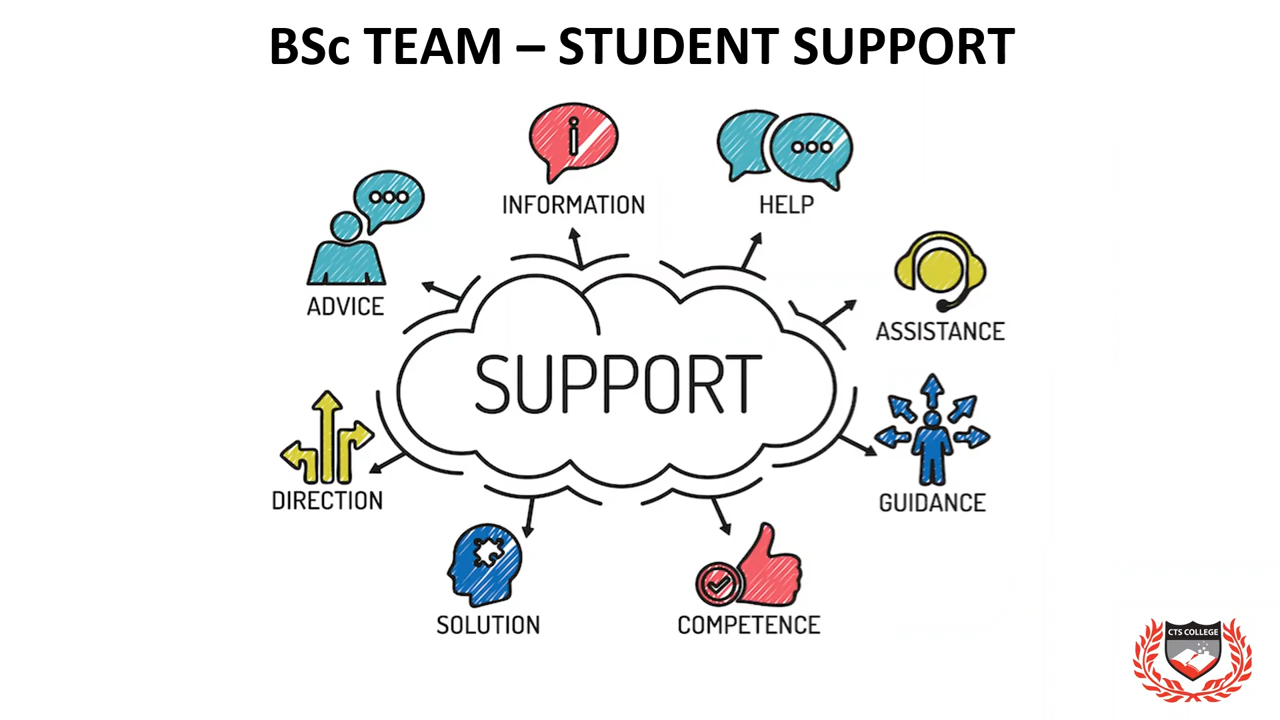 BSc TEAM – STUDENT SUPPORT
INFORMATION
HELP
ADVICE
ASSISTANCE
SUPPORT
DIRECTION
GUIDANCE
SOLUTION
COMPETENCE
CTS COLLEGE